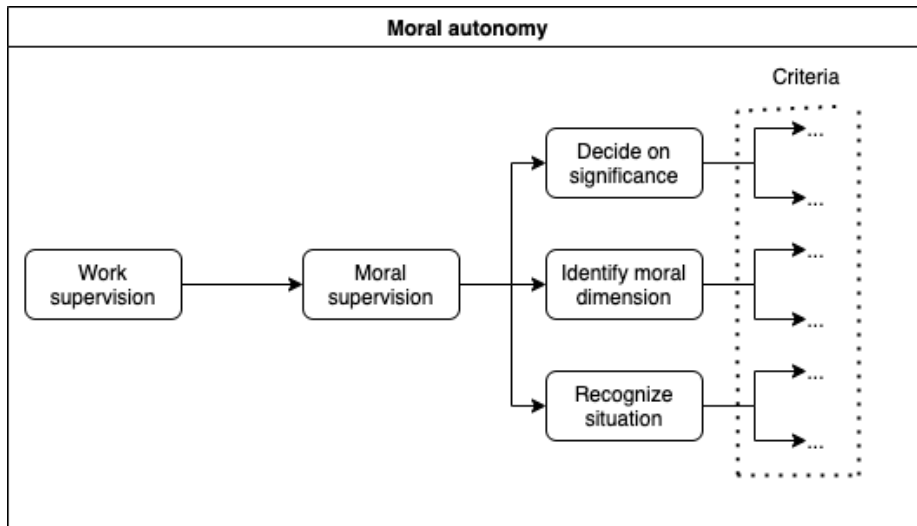 Moral autonomy
Criteria
Decide on
significance
...
...
Work
supervision
Moral
supervision
Identify moral
dimension
...
...
Recognize
situation
...
...